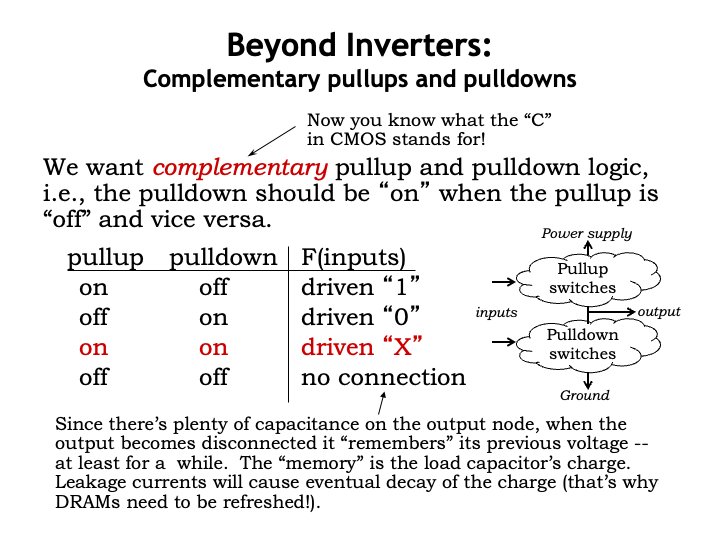 Beyond Inverters:
Complementary pullups and pulldowns
Now you know what the “C”
in CMOS stands for!
We want complementary pullup and pulldown logic,
i.e., the pulldown should be “on” when the pullup is
“off” and vice versa.
pullup pulldown F(inputs)
on off driven “1”
off on driven “0”
on on driven “X”
off off no connection
Power supply
Pullup
switches
inputs
output
Pulldown
switches
Ground
Since there’s plenty of capacitance on the output node, when the
output becomes disconnected it “remembers” its previous voltage --
at least for a while. The “memory” is the load capacitor’s charge.
Leakage currents will cause eventual decay of the charge (that’s why
DRAMs need to be refreshed!).